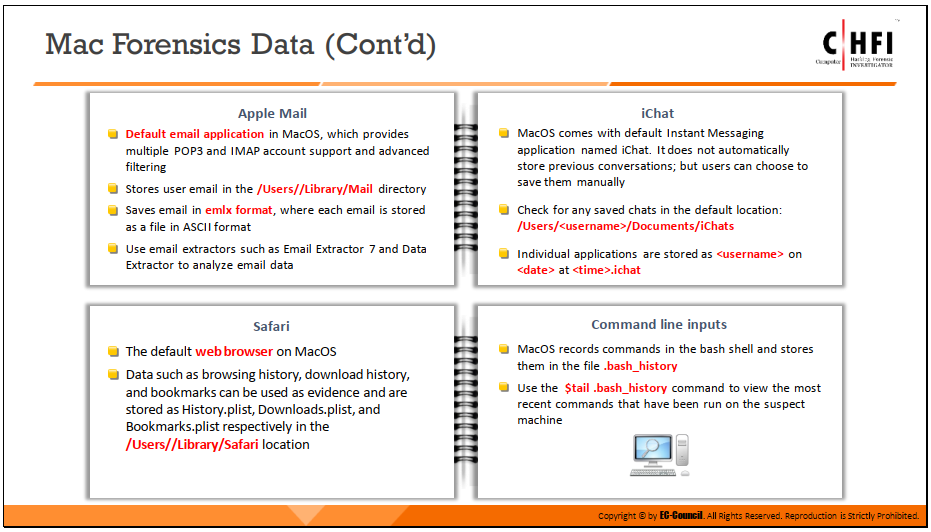 Mac Forensics Data (Cont'd)
C HFI
Computer Hacking Forensic
INVESTIGATOR
Apple Mail
Default email application in MacOS, which provides
multiple POP3 and IMAP account support and advanced
filtering
Stores user email in the /Users//Library/Mail directory
Saves email in emlx format, where each email is stored
as a file in ASCII format
Use email extractors such as Email Extractor 7 and Data
Extractor to analyze email data
iChat
MacOS comes with default Instant Messaging
application named iChat. It does not automatically
store previous conversations; but users can choose to
save them manually
Check for any saved chats in the default location:
/Users/<username>/Documents/iChats
Individual applications are stored as <username> on
<date> at <time>.ichat
Safari
The default web browser on MacOS
Data such as browsing history, download history,
and bookmarks can be used as evidence and are
stored as History.plist, Downloads.plist, and
Bookmarks.plist respectively in the
/Users//Library/Safari location
Command line inputs
MacOS records commands in the bash shell and stores
them in the file .bash_history
Use the $tail .bash_history command to view the most
recent commands that have been run on the suspect
machine
Copyright © by EC-Council. All Rights Reserved. Reproduction is Strictly Prohibited.